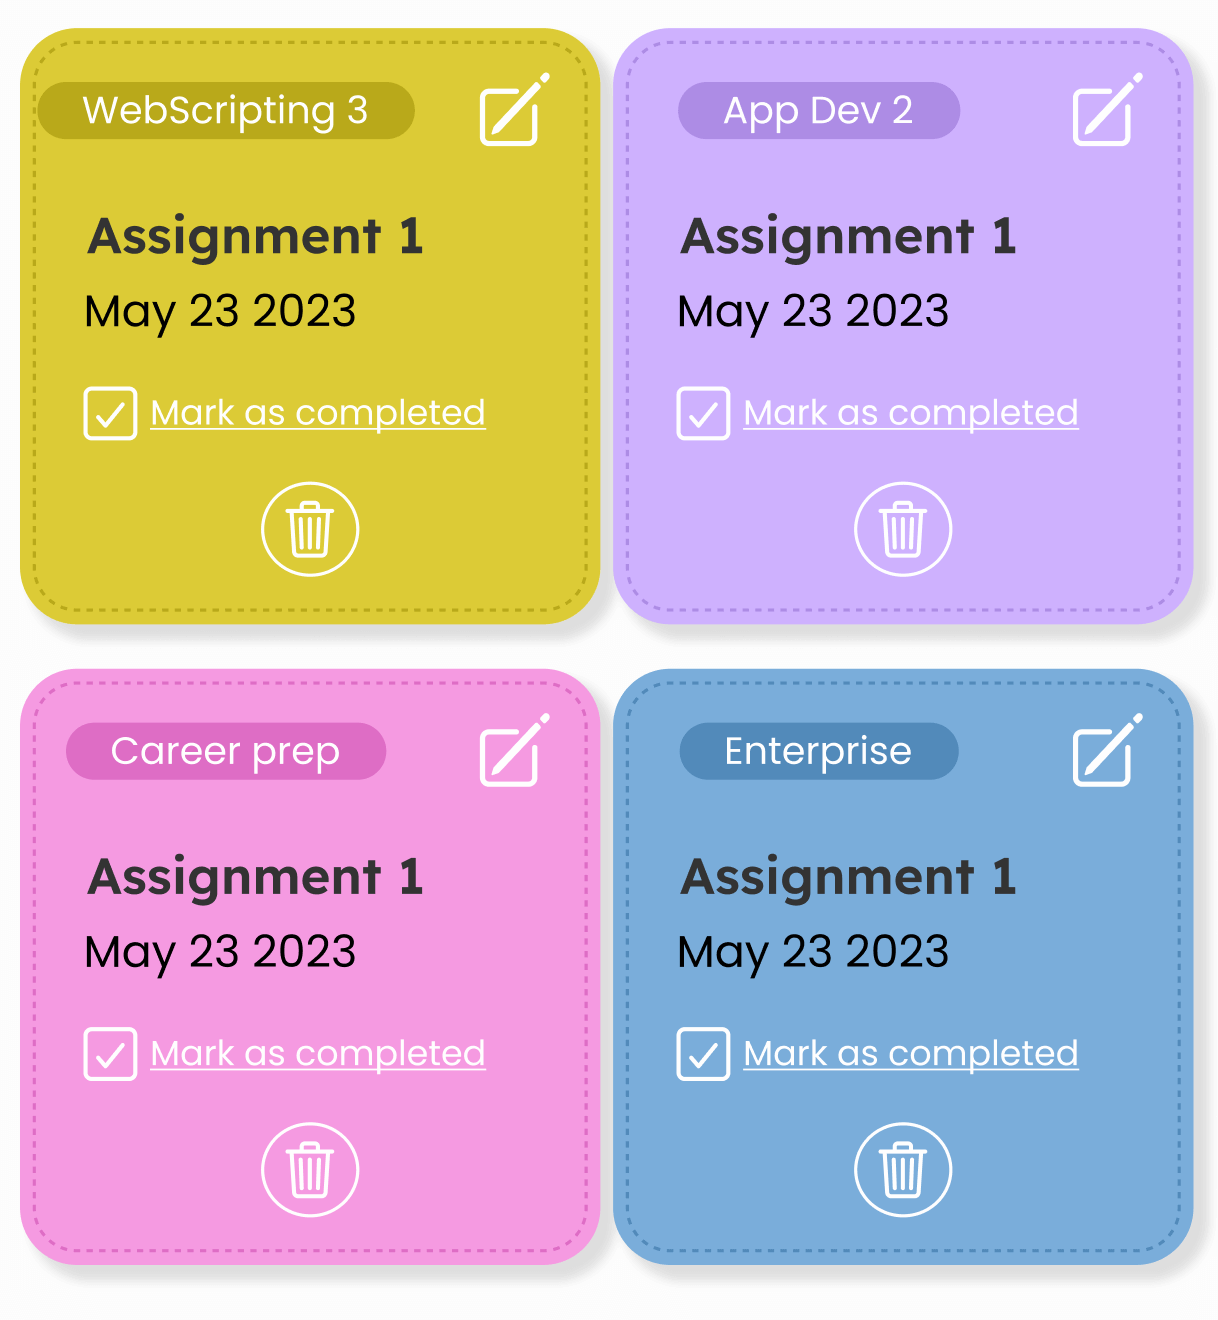 WebScripting 3
Assignment 1
May 23 2023
Mark as completed
App Dev 2
Assignment 1
May 23 2023
Mark as completed
Career prep
Assignment 1
May 23 2023
Mark as completed
Enterprise
Assignment 1
May 23 2023
Mark as completed